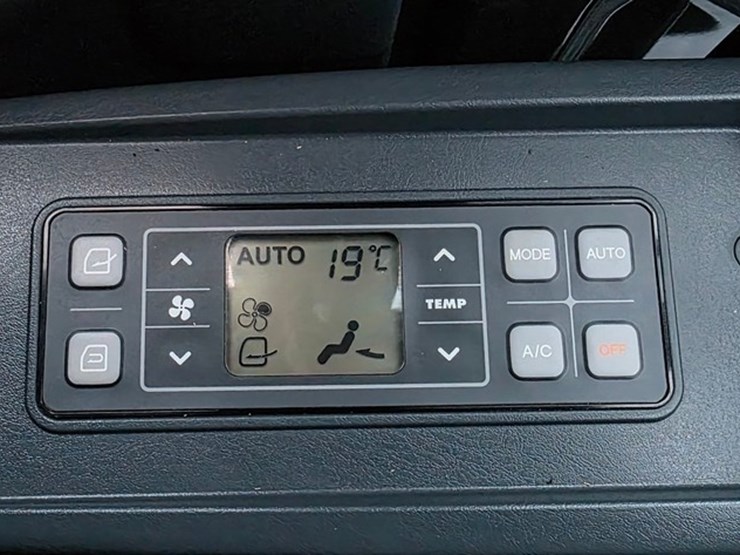 AUTO 19°C
TEMP
MODE AUTO
A/C OFF